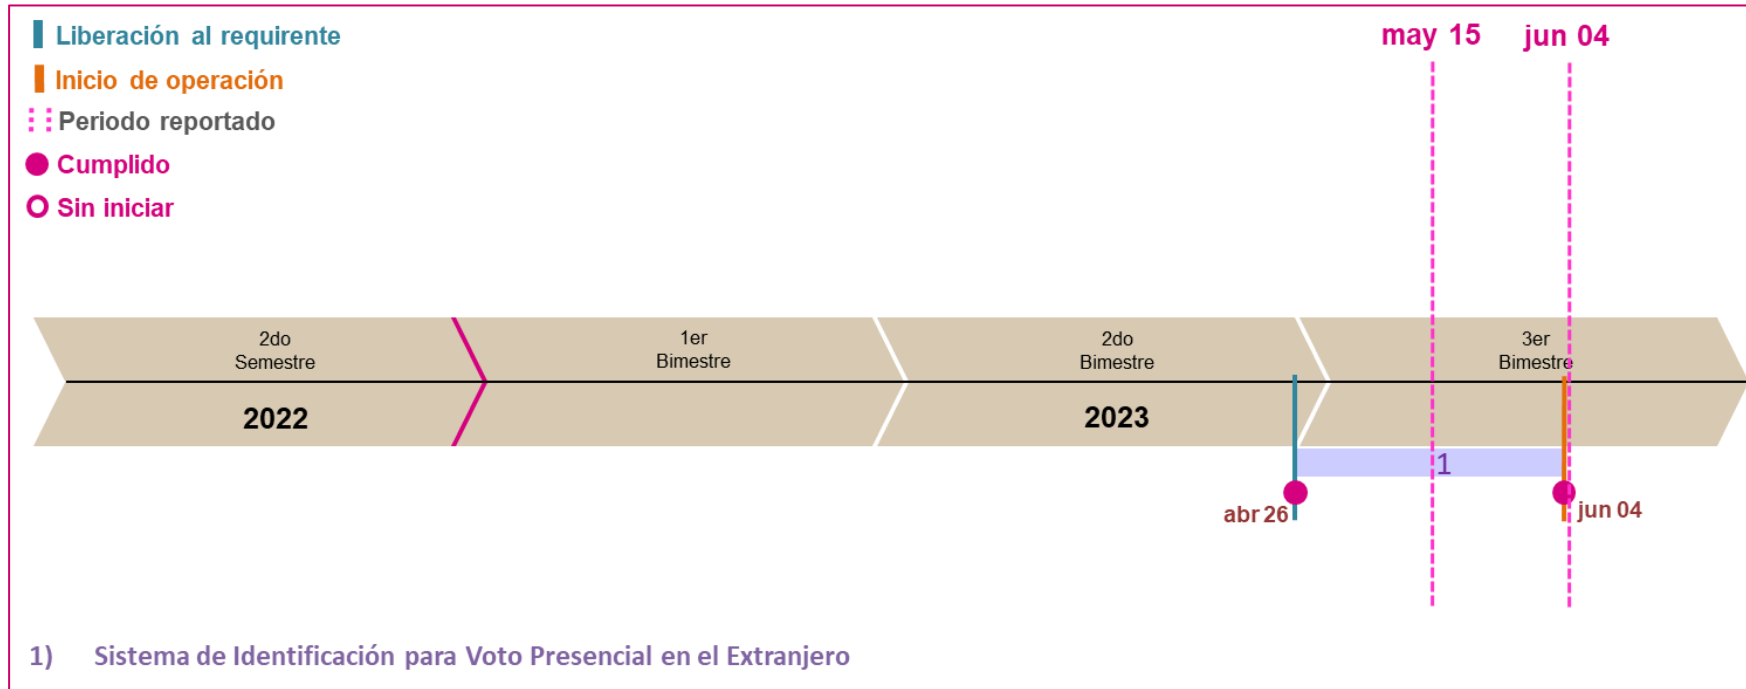 Liberación al requirente
Inicio de operación
Periodo reportado
Cumplido
Sin iniciar
may 15
jun 04
2do
Semestre
1er
Bimestre
2do
Bimestre
3er
Bimestre
2022
2023
1
abr 26
jun 04
1) Sistema de Identificación para Voto Presencial en el Extranjero